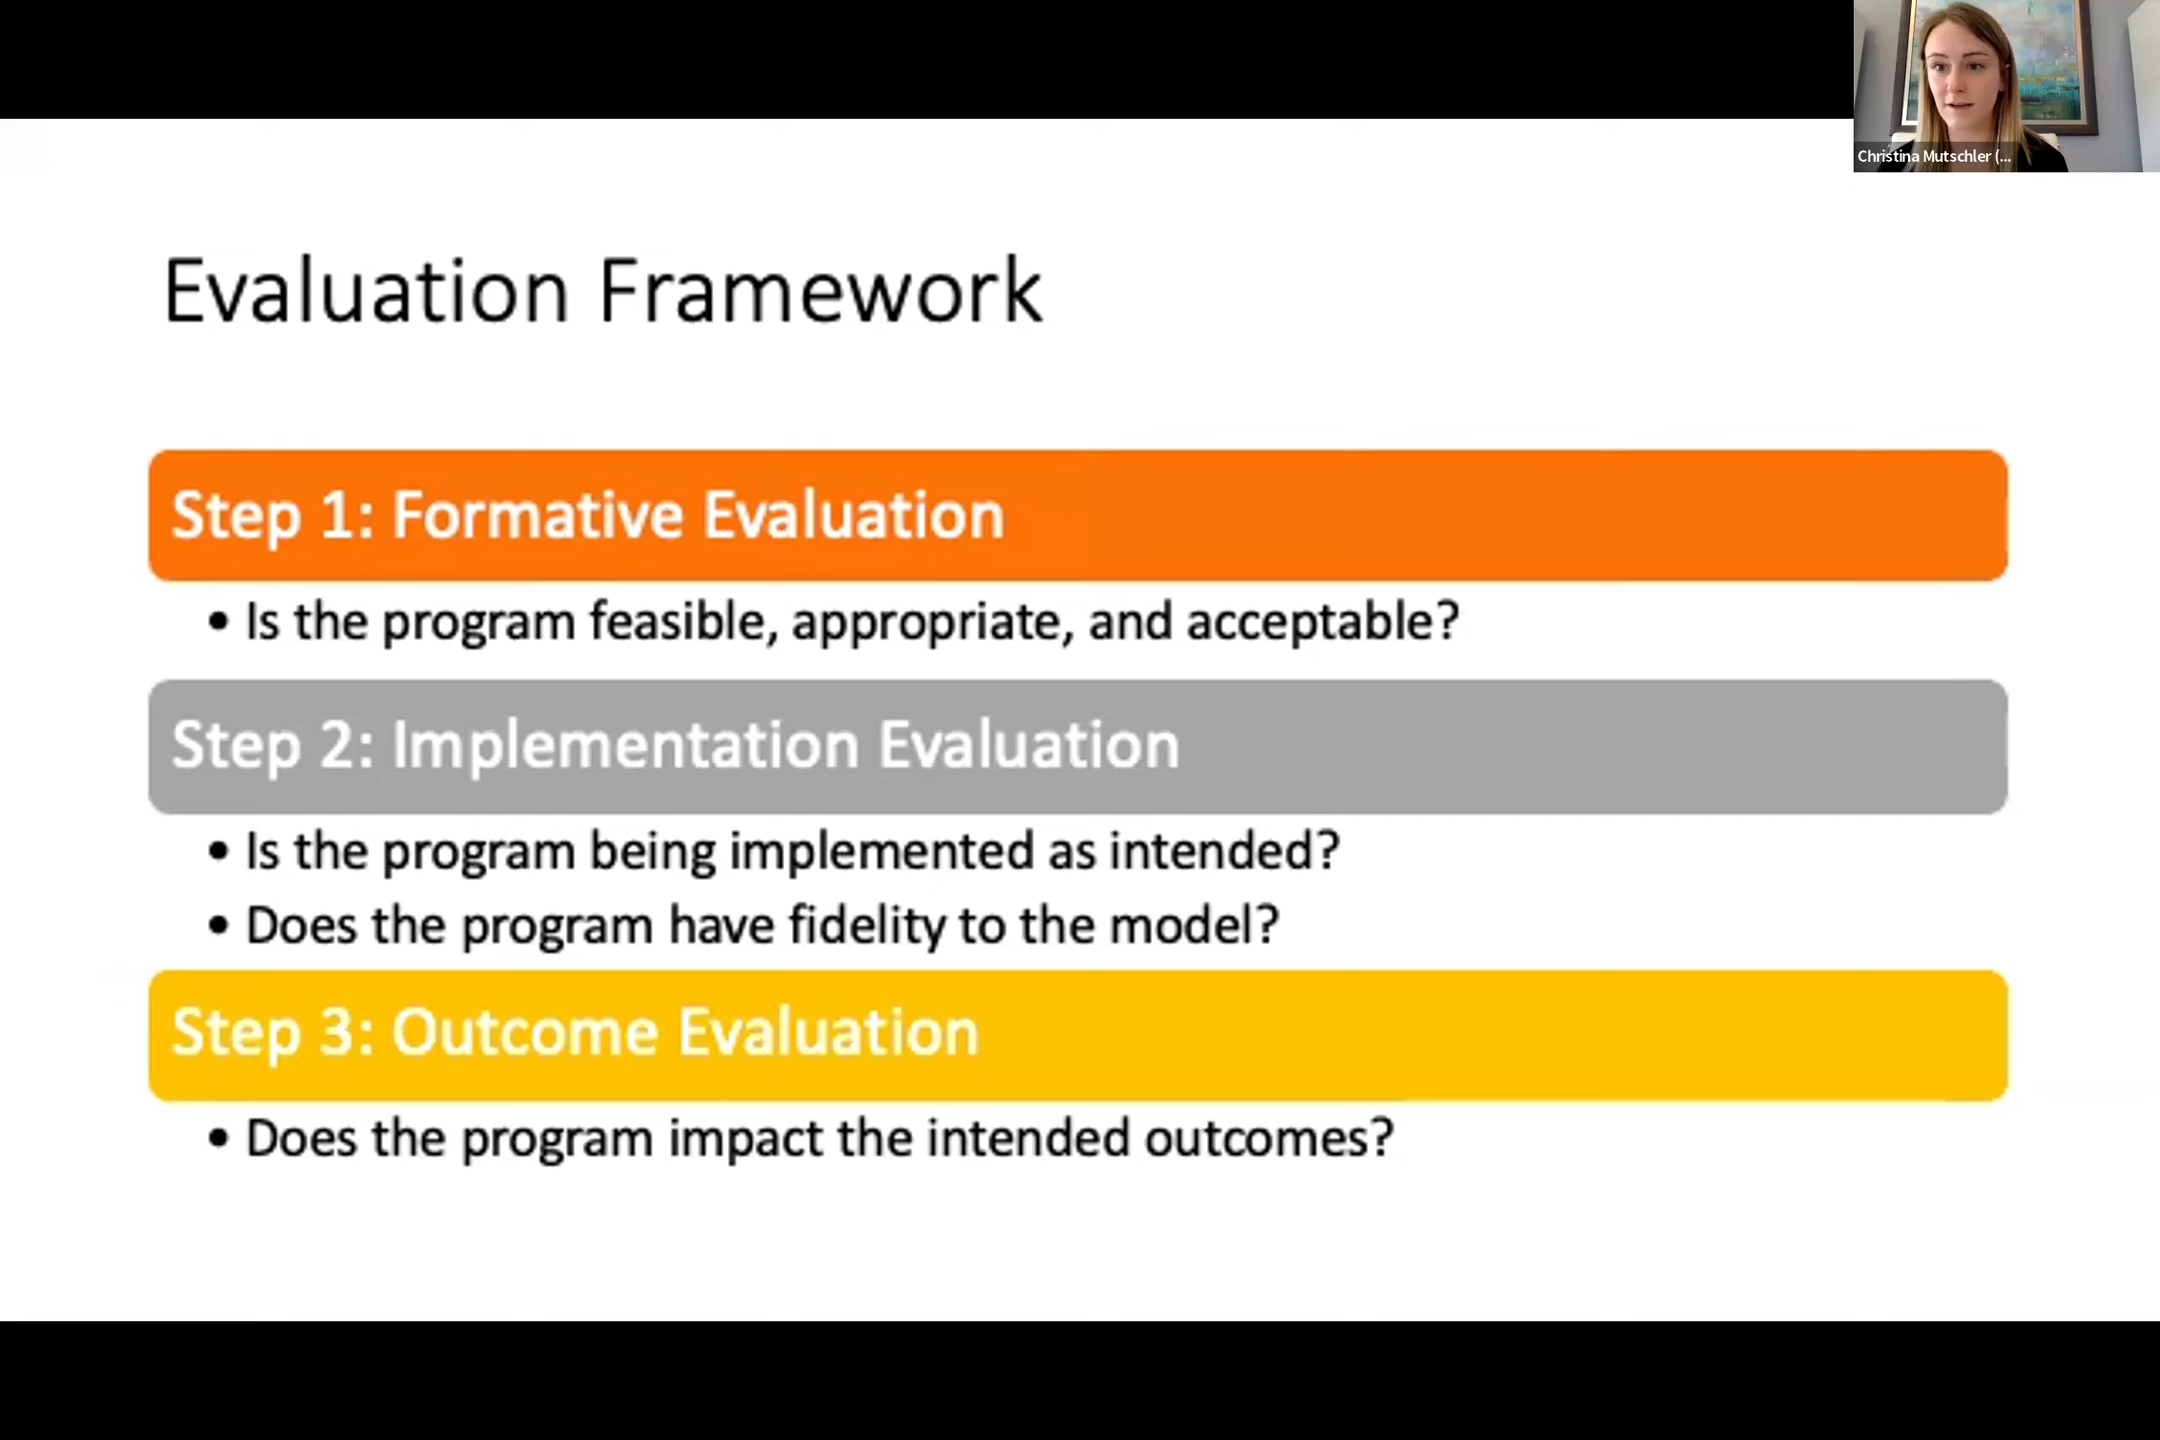 Christina Mutschler (...
Evaluation Framework
Step 1: Formative Evaluation
• Is the program feasible, appropriate, and acceptable?
Step 2: Implementation Evaluation
• Is the program being implemented as intended?
• Does the program have fidelity to the model?
Step 3: Outcome Evaluation
• Does the program impact the intended outcomes?